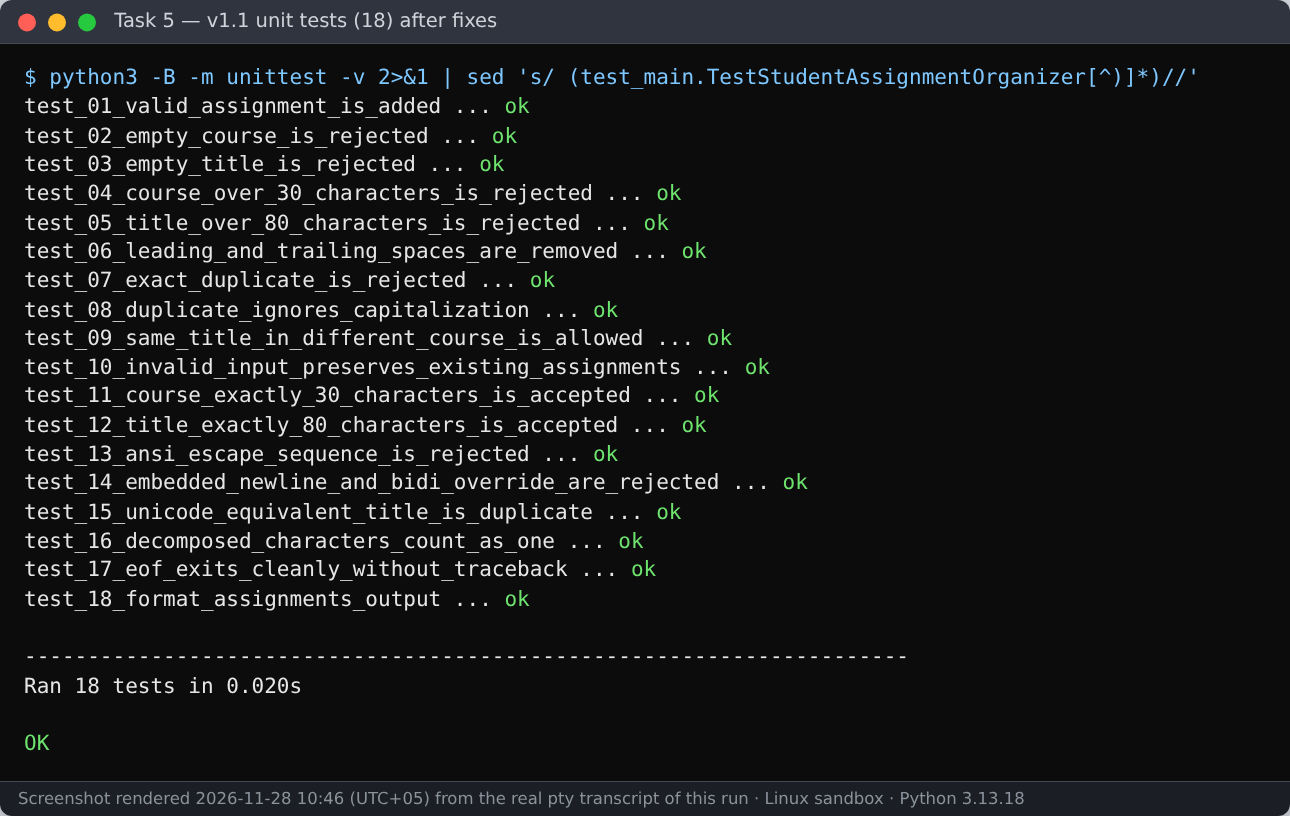 Task 5 — v1.1 unit tests (18) after fixes
$ python3 -B -m unittest -v 2>&1 | sed 's/ (test_main.TestStudentAssignmentOrganizer[^)]*)//'
test_01_valid_assignment_is_added ... ok
test_02_empty_course_is_rejected ... ok
test_03_empty_title_is_rejected ... ok
test_04_course_over_30_characters_is_rejected ... ok
test_05_title_over_80_characters_is_rejected ... ok
test_06_leading_and_trailing_spaces_are_removed ... ok
test_07_exact_duplicate_is_rejected ... ok
test_08_duplicate_ignores_capitalization ... ok
test_09_same_title_in_different_course_is_allowed ... ok
test_10_invalid_input_preserves_existing_assignments ... ok
test_11_course_exactly_30_characters_is_accepted ... ok
test_12_title_exactly_80_characters_is_accepted ... ok
test_13_ansi_escape_sequence_is_rejected ... ok
test_14_embedded_newline_and_bidi_override_are_rejected ... ok
test_15_unicode_equivalent_title_is_duplicate ... ok
test_16_decomposed_characters_count_as_one ... ok
test_17_eof_exits_cleanly_without_traceback ... ok
test_18_format_assignments_output ... ok
----------------------------------------------------------------------
Ran 18 tests in 0.020s
OK
Screenshot rendered 2026-11-28 10:46 (UTC+05) from the real pty transcript of this run · Linux sandbox · Python 3.13.18